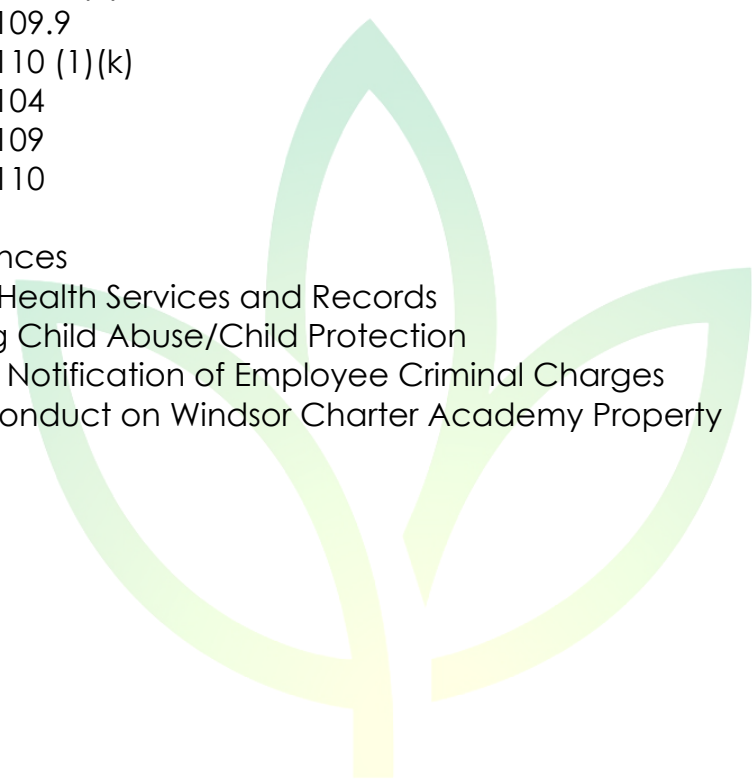 109.9
110 (1)(k)
104
109
110
nces
Health Services and Records
g Child Abuse/Child Protection
Notification of Employee Criminal Charges
onduct on Windsor Charter Academy Property